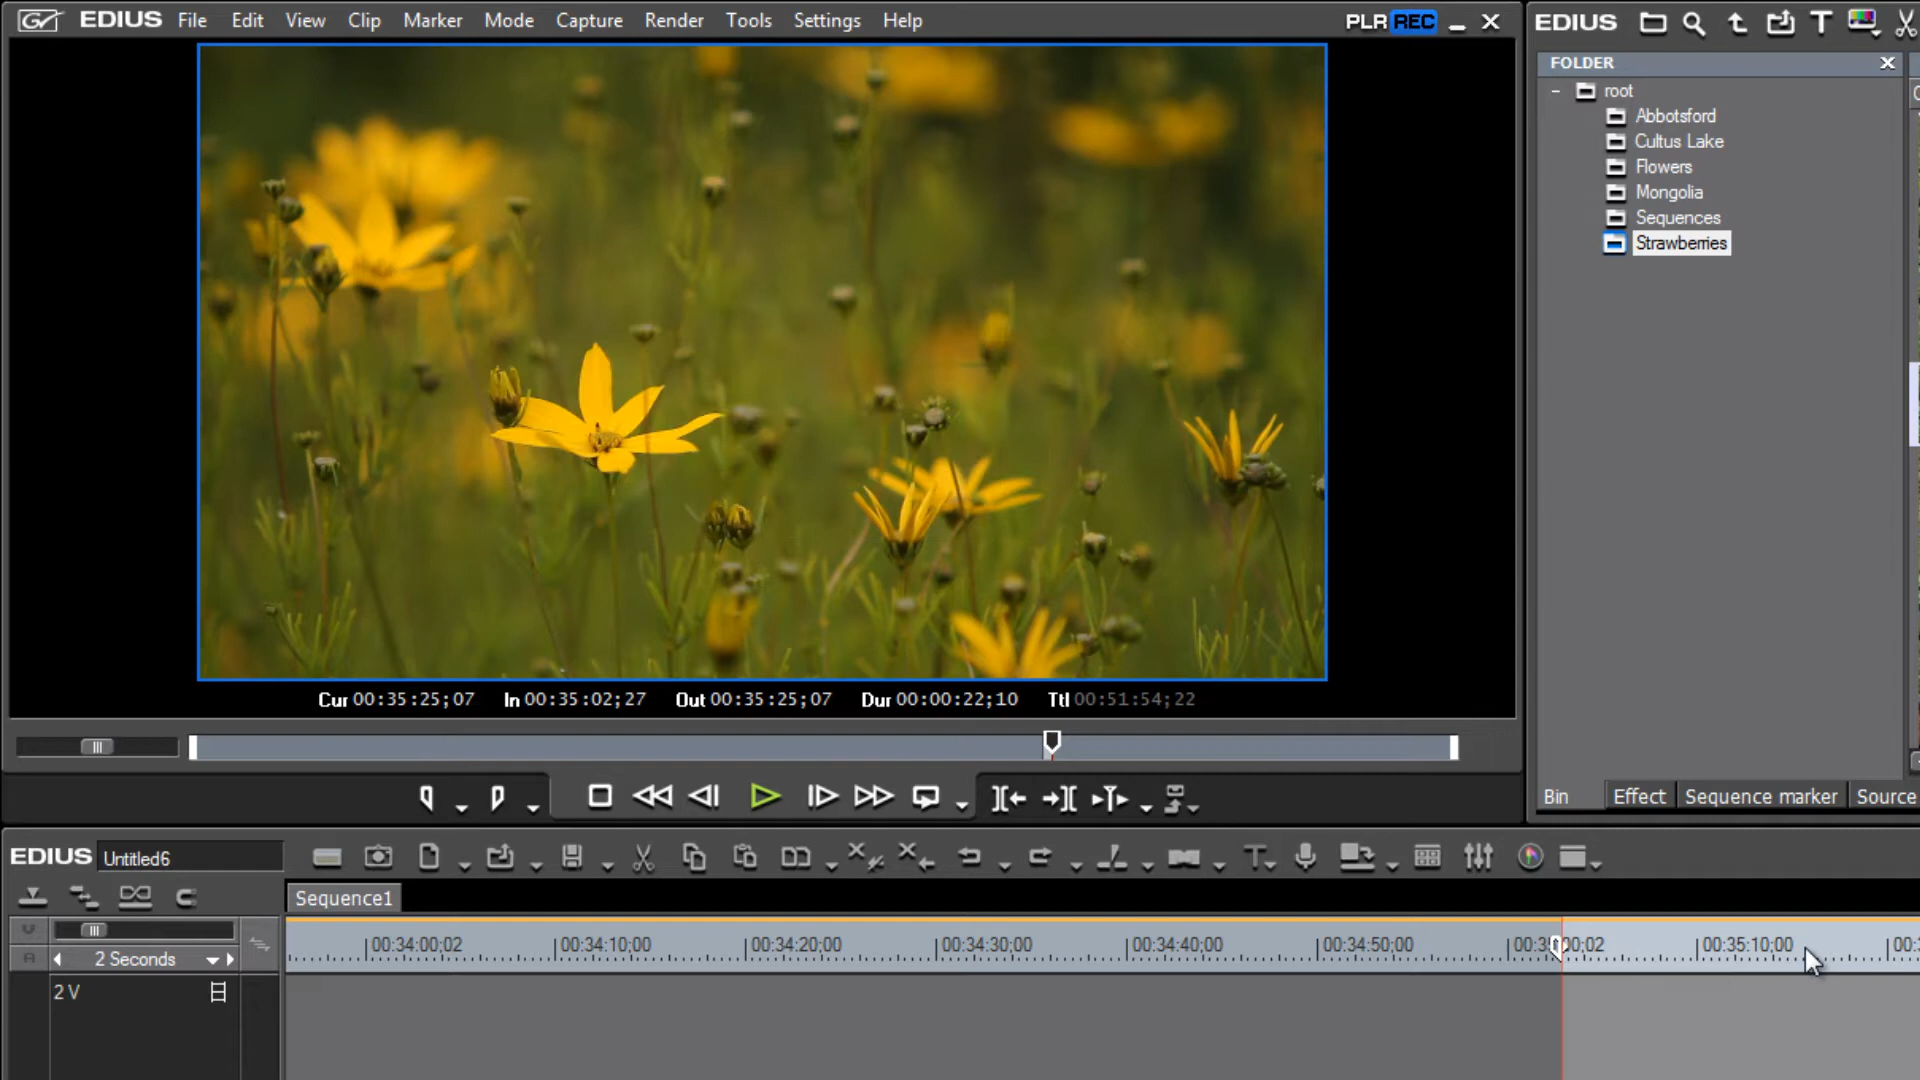 EDIUS File Edit View Clip Marker Mode Capture Render Tools Settings Help PLR REC
EDIUS
FOLDER
root
Abbotsford
Cultus Lake
Flowers
Mongolia
Sequences
Strawberries
Cur 00:35:25;07 In 00:35:02;27 Out 00:35:25;07 Dur 00:00:22;10 Ttl 00:51:54;22
Bin Effect Sequence marker Source
EDIUS Untitled6
Sequence1
00:34:00;02 00:34:10;00 00:34:20;00 00:34:30;00 00:34:40;00 00:34:50;00 00:35:10;00
2 Seconds
2 V